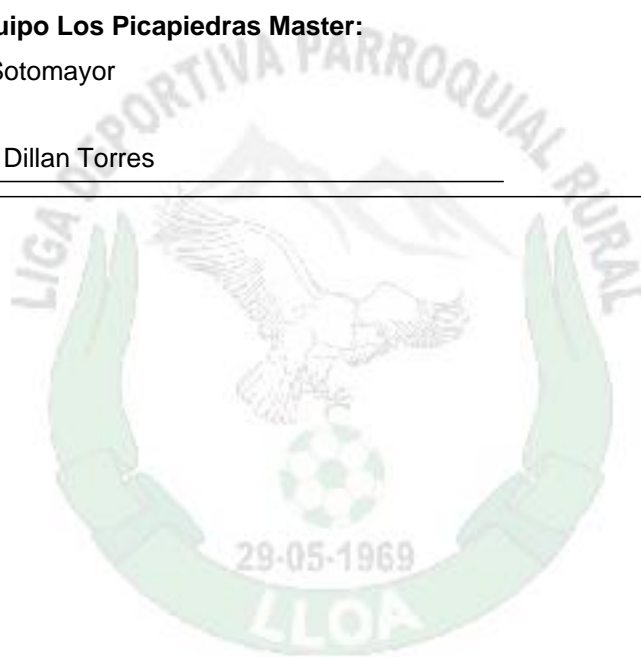 uipo Los Picapiedras Master:
Sotomayor
Dillan Torres
LIGA DEPORTIVA PARROQUIAL RURAL
29-05-1969
LLOA